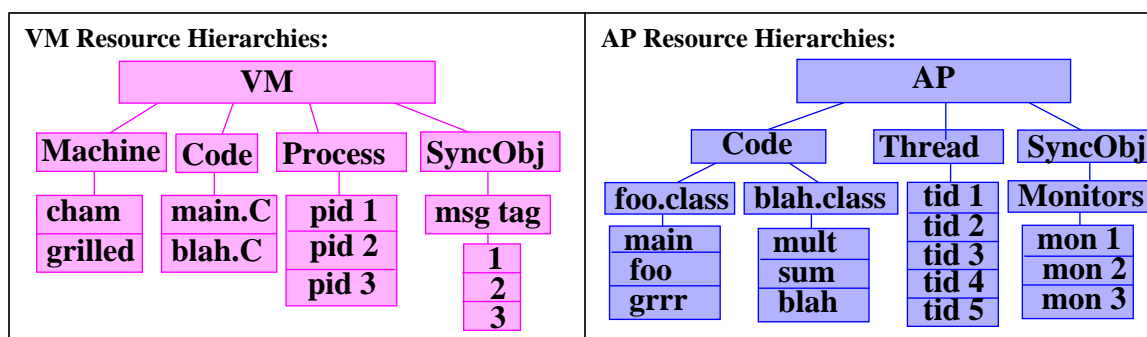 VM Resource Hierarchies:
VM
Machine
Code
Process
SyncObj
cham
grilled
main.C
blah.C
pid 1
pid 2
pid 3
msg tag
1
2
3
AP Resource Hierarchies:
AP
Code
Thread
SyncObj
foo.class
blah.class
main
foo
grrr
mult
sum
blah
tid 1
tid 2
tid 3
tid 4
tid 5
Monitors
mon 1
mon 2
mon 3